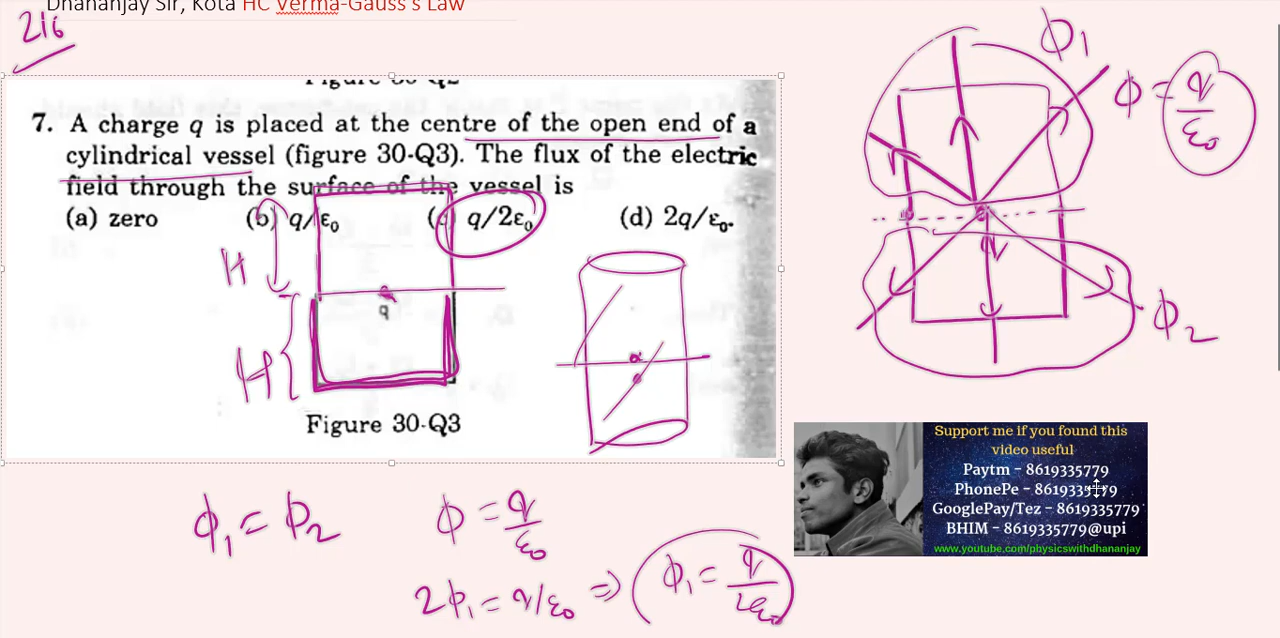 Dhananjay Sir, Kota HC Verma-Gauss's Law
216
7. A charge q is placed at the centre of the open end of a
cylindrical vessel (figure 30-Q3). The flux of the electric
field through the surface of the vessel is
(a) zero (b) q/ε₀ (c) q/2ε₀ (d) 2q/ε₀.
H
q
H
Figure 30-Q3
ϕ₁
ϕ = q/ε₀
q
ϕ₂
ϕ₁ = ϕ₂
ϕ = q/ε₀
2ϕ₁ = q/ε₀ ⇒ ϕ₁ = q/2ε₀
Support me if you found this
video useful
Paytm - 8619335779
PhonePe - 8619335779
GooglePay/Tez - 8619335779
BHIM - 8619335779@upi
www.youtube.com/physicswithdhananjay